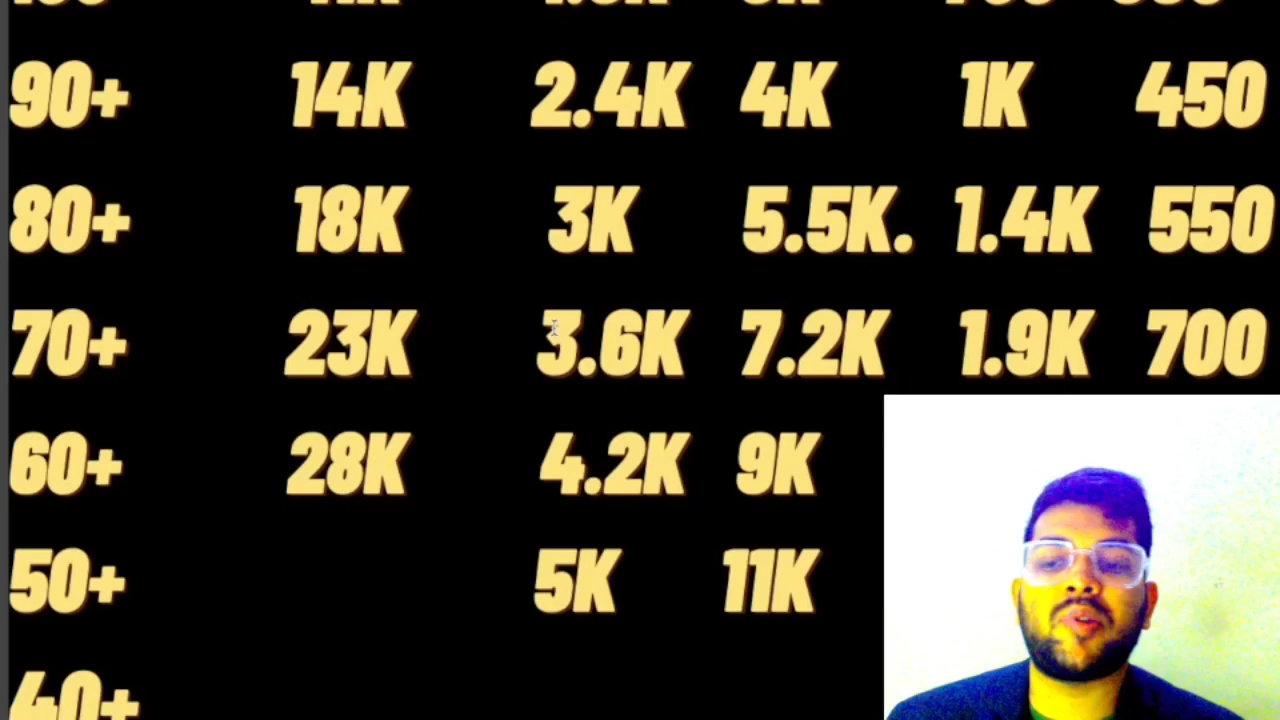 90+ 14K 2.4K 4K 1K 450
80+ 18K 3K 5.5K. 1.4K 550
70+ 23K 3.6K 7.2K 1.9K 700
60+ 28K 4.2K 9K
50+ 5K 11K
40+